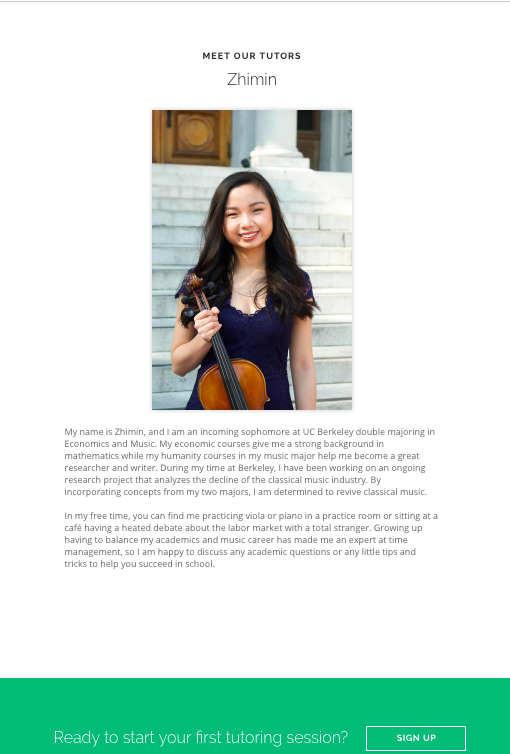 MEET OUR TUTORS
Zhimin
My name is Zhimin, and I am an incoming sophomore at UC Berkeley double majoring in
Economics and Music. My economic courses give me a strong background in
mathematics while my humanity courses in my music major help me become a great
researcher and writer. During my time at Berkeley, I have been working on an ongoing
research project that analyzes the decline of the classical music industry. By
incorporating concepts from my two majors, I am determined to revive classical music.
In my free time, you can find me practicing viola or piano in a practice room or sitting at a
café having a heated debate about the labor market with a total stranger. Growing up
having to balance my academics and music career has made me an expert at time
management, so I am happy to discuss any academic questions or any little tips and
tricks to help you succeed in school.
Ready to start your first tutoring session?
SIGN UP